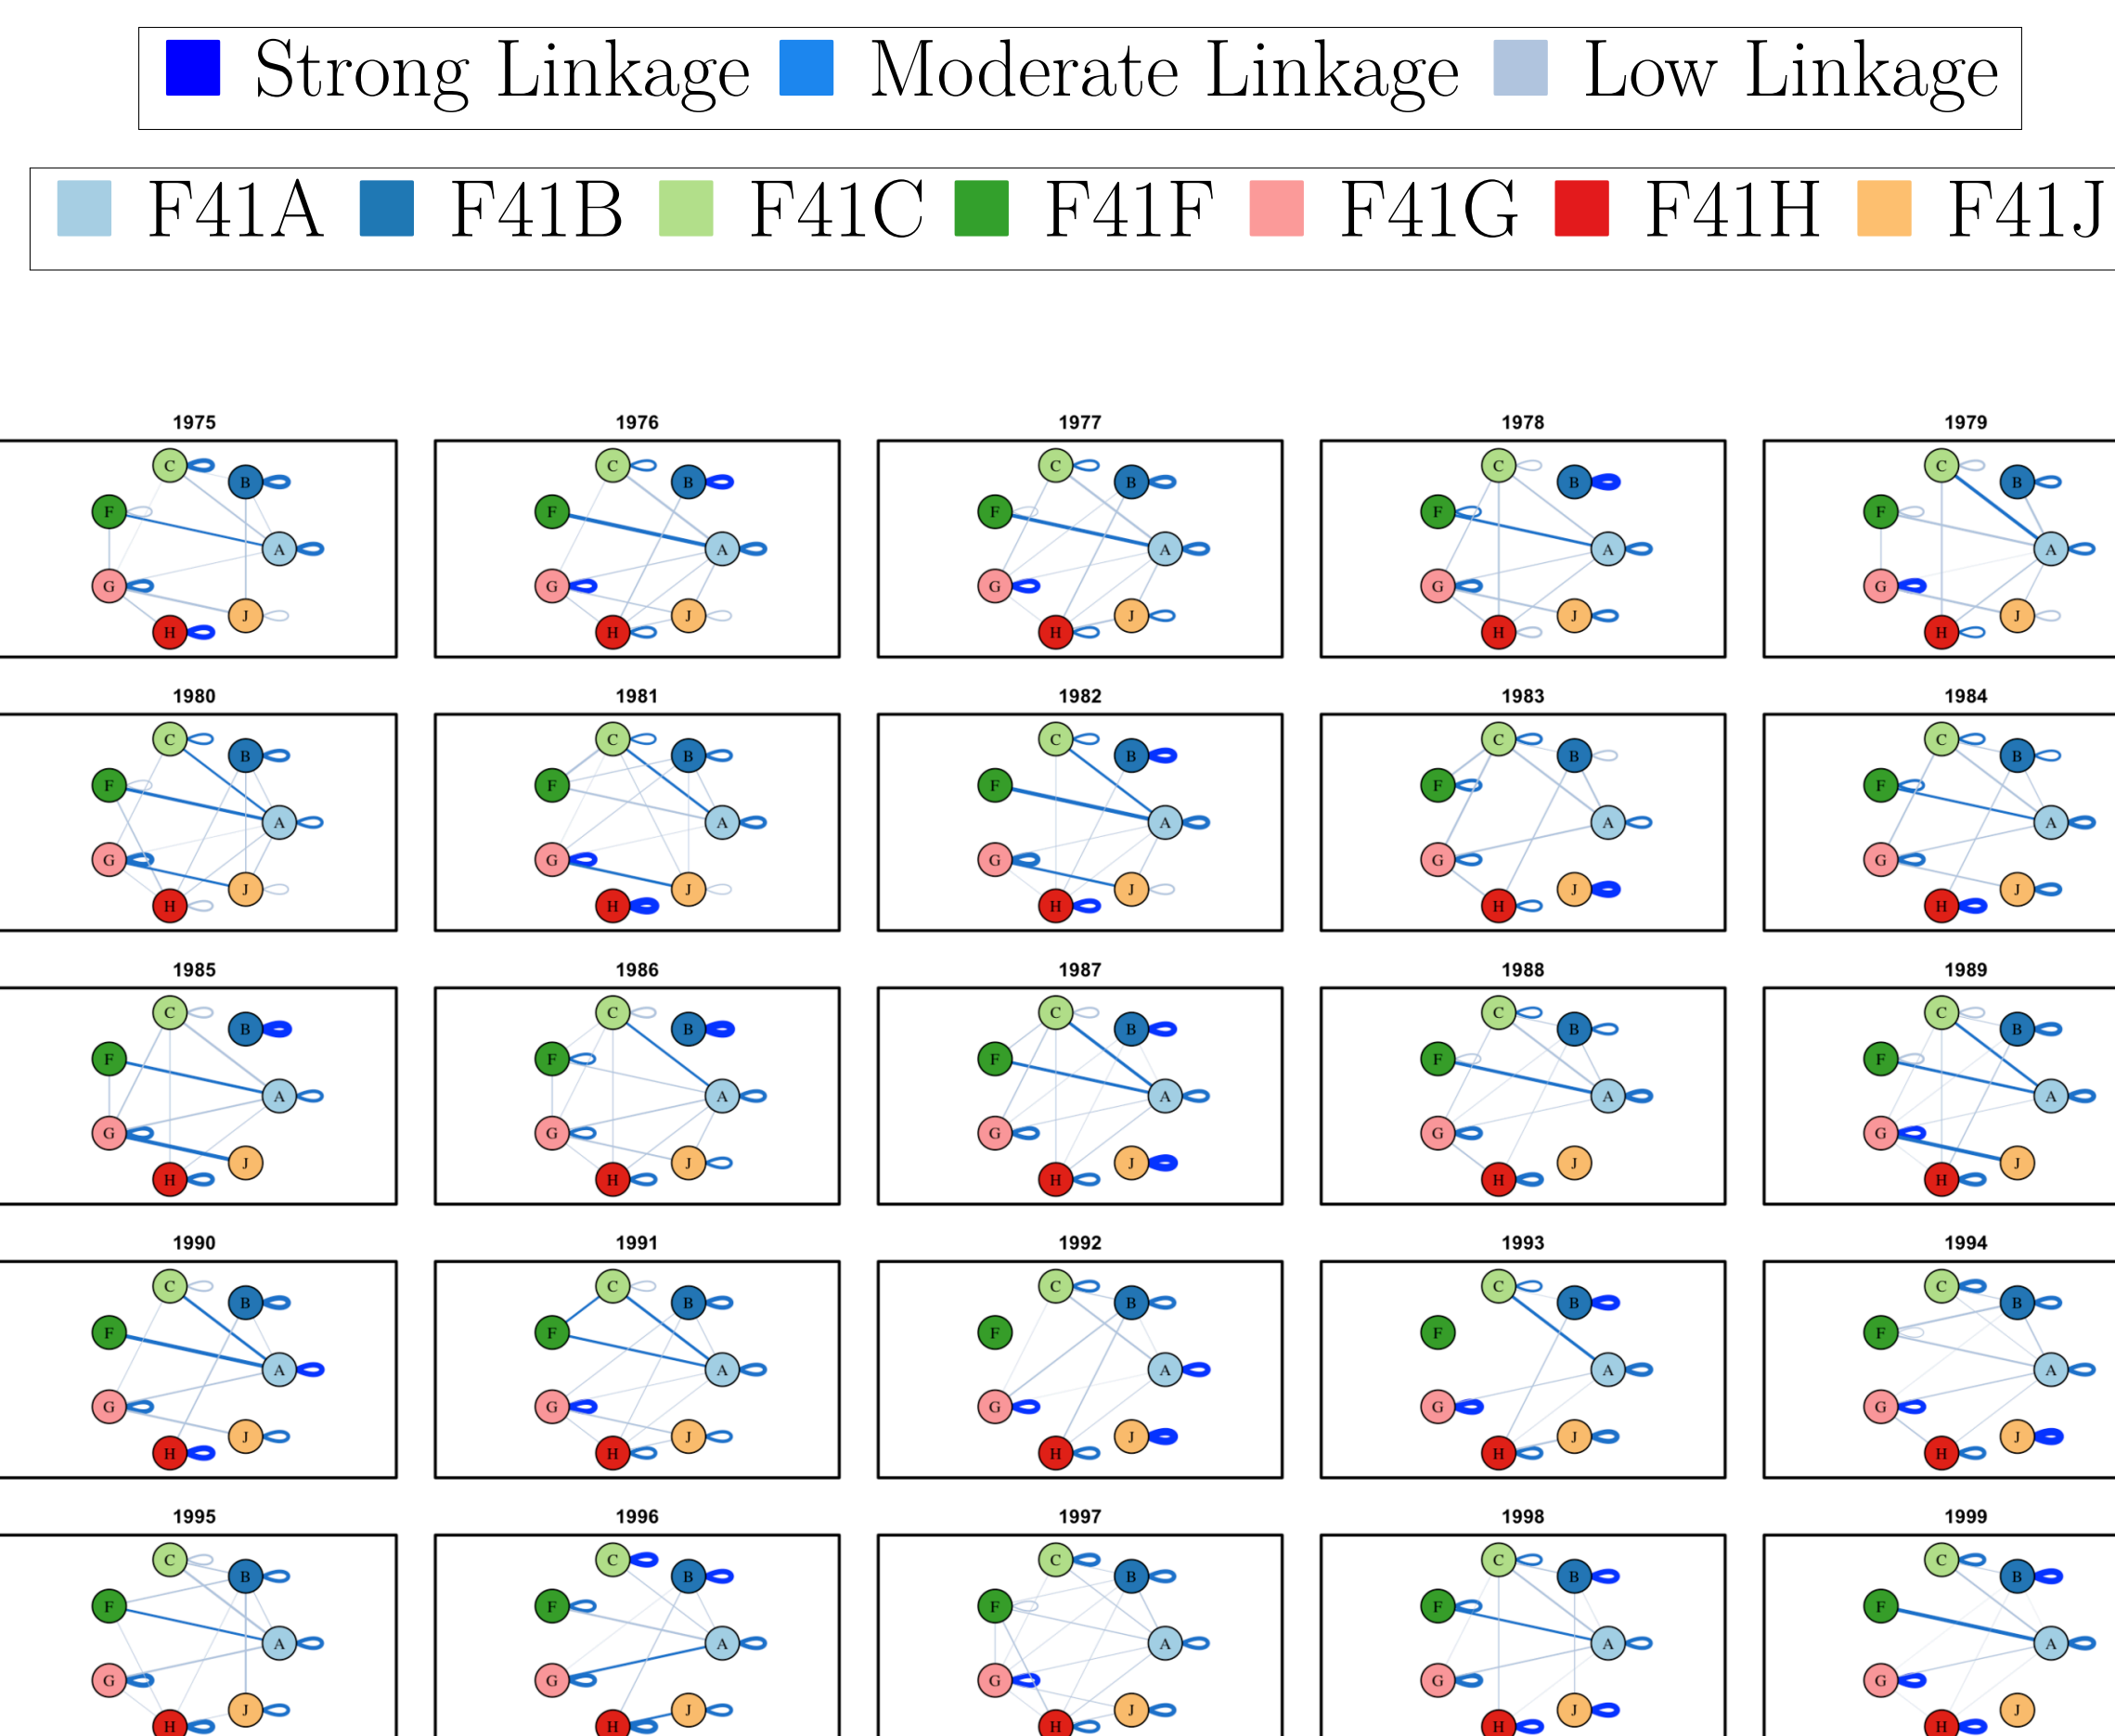 Strong Linkage Moderate Linkage Low Linkage
F41A F41B F41C F41F F41G F41H F41J
1975 1976 1977 1978 1979
C B F A G J H
C B F A G J H
C B F A G J H
C B F A G J H
C B F A G J H
1980 1981 1982 1983 1984
C B F A G J H
C B F A G J H
C B F A G J H
C B F A G J H
C B F A G J H
1985 1986 1987 1988 1989
C B F A G J H
C B F A G J H
C B F A G J H
C B F A G J H
C B F A G J H
1990 1991 1992 1993 1994
C B F A G J H
C B F A G J H
C B F A G J H
C B F A G J H
C B F A G J H
1995 1996 1997 1998 1999
C B F A G J H
C B F A G J H
C B F A G J H
C B F A G J H
C B F A G J H